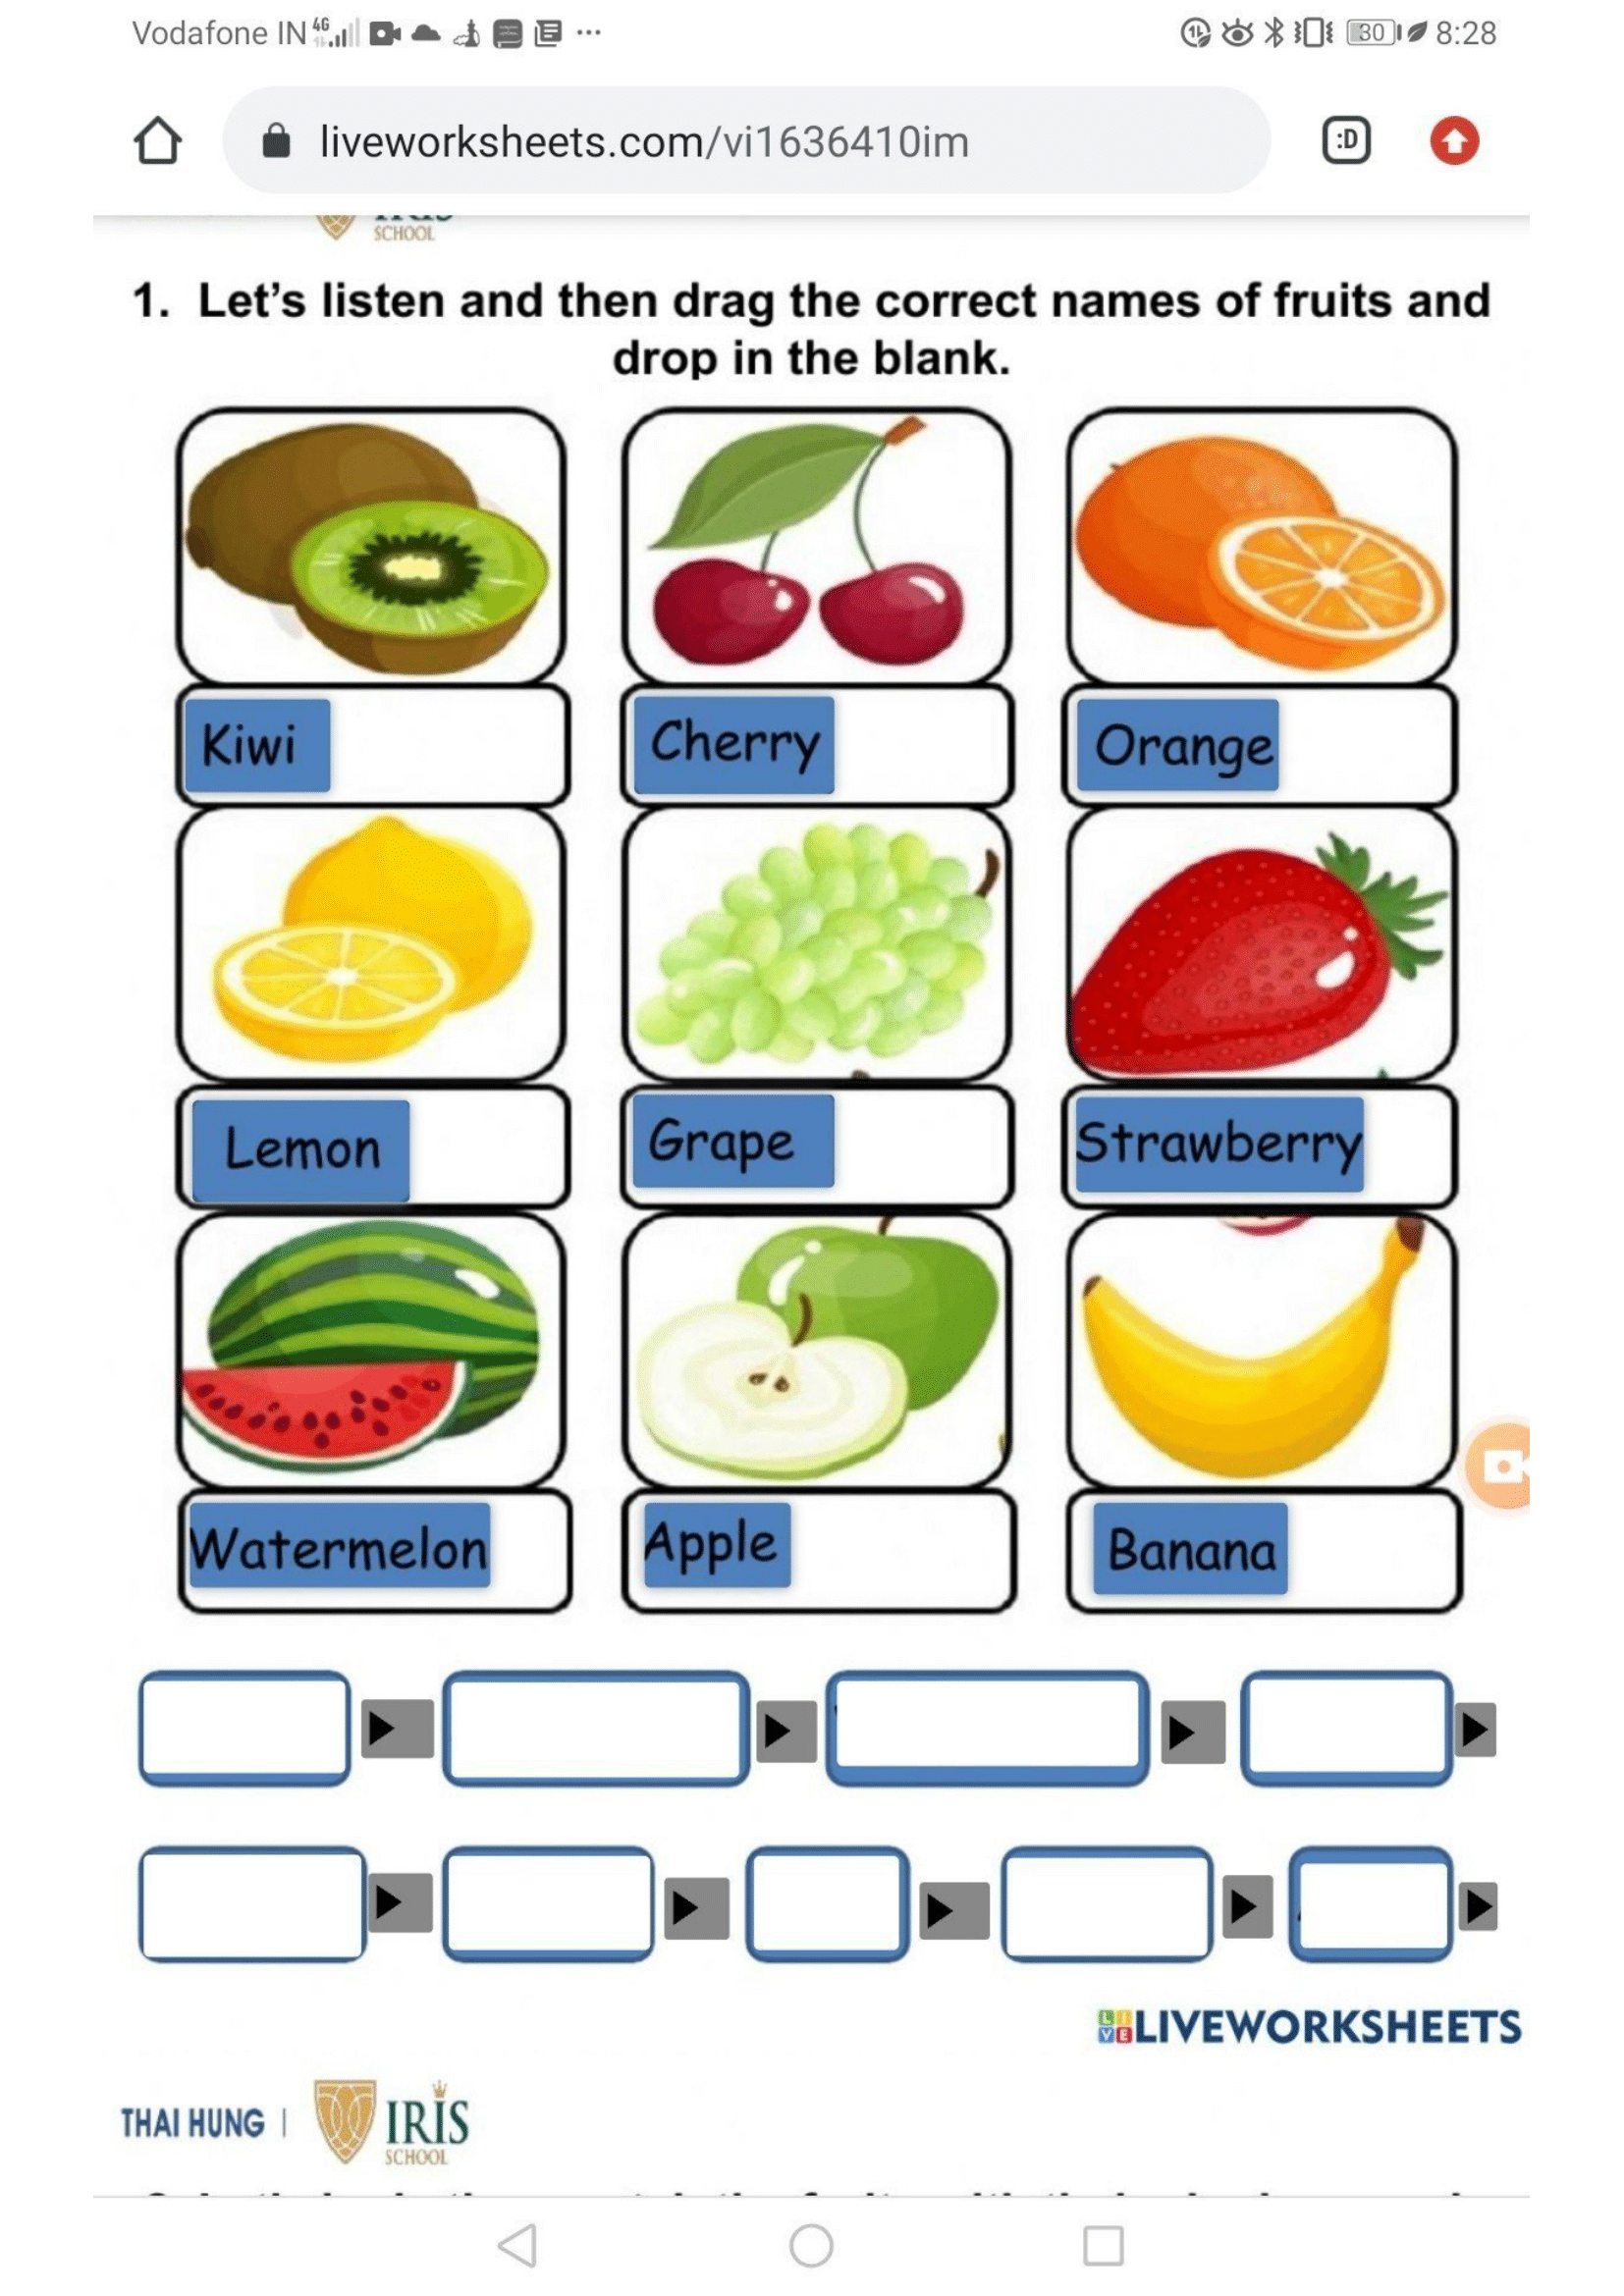 Vodafone IN 4G 30 8:28
liveworksheets.com/vi1636410im :D
SCHOOL
1. Let's listen and then drag the correct names of fruits and
drop in the blank.
Kiwi Cherry Orange
Lemon Grape Strawberry
Watermelon Apple Banana
LIVE LIVEWORKSHEETS
THAI HUNG | IRIS
SCHOOL